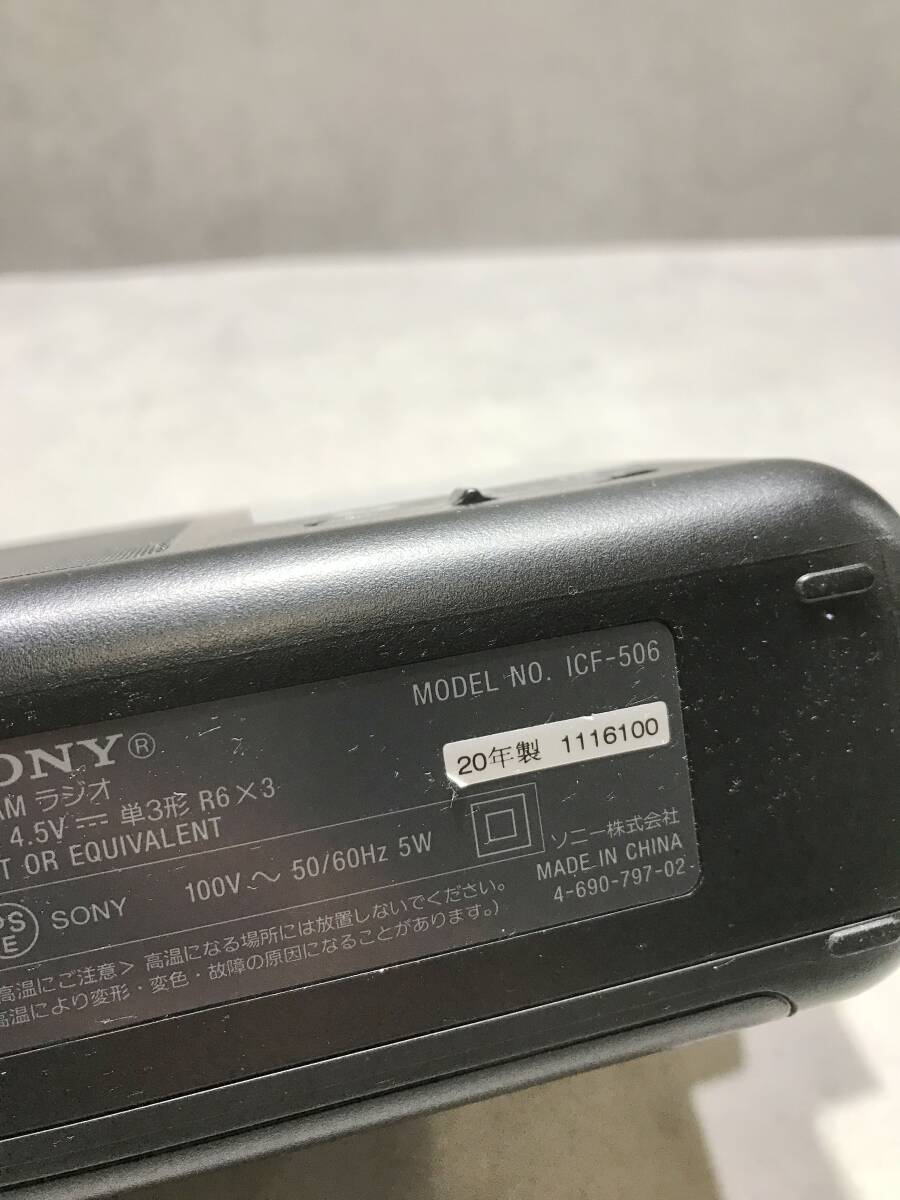 MODEL NO. ICF-506
20年製 1116100
SONY®
AM ラジオ
4.5V⎓ 単3形 R6×3
OR EQUIVALENT
100V～ 50/60Hz 5W
SONY
ソニー株式会社
MADE IN CHINA
4-690-797-02
高温にご注意> 高温になる場所には放置しないでください。
高温により変形・変色・故障の原因になることがあります。)